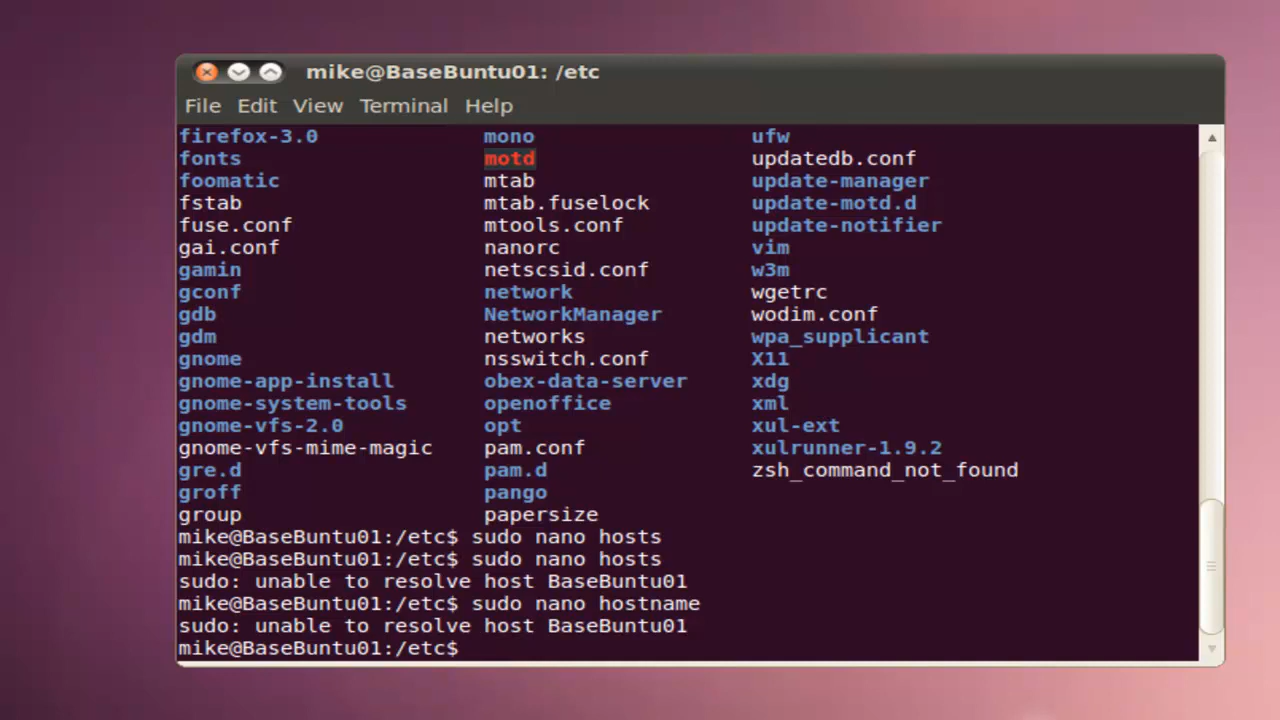 mike@BaseBuntu01: /etc
File Edit View Terminal Help
firefox-3.0 mono ufw
fonts motd updatedb.conf
foomatic mtab update-manager
fstab mtab.fuselock update-motd.d
fuse.conf mtools.conf update-notifier
gai.conf nanorc vim
gamin netscsid.conf w3m
gconf network wgetrc
gdb NetworkManager wodim.conf
gdm networks wpa_supplicant
gnome nsswitch.conf X11
gnome-app-install obex-data-server xdg
gnome-system-tools openoffice xml
gnome-vfs-2.0 opt xul-ext
gnome-vfs-mime-magic pam.conf xulrunner-1.9.2
gre.d pam.d zsh_command_not_found
groff pango
group papersize
mike@BaseBuntu01:/etc$ sudo nano hosts
mike@BaseBuntu01:/etc$ sudo nano hosts
sudo: unable to resolve host BaseBuntu01
mike@BaseBuntu01:/etc$ sudo nano hostname
sudo: unable to resolve host BaseBuntu01
mike@BaseBuntu01:/etc$